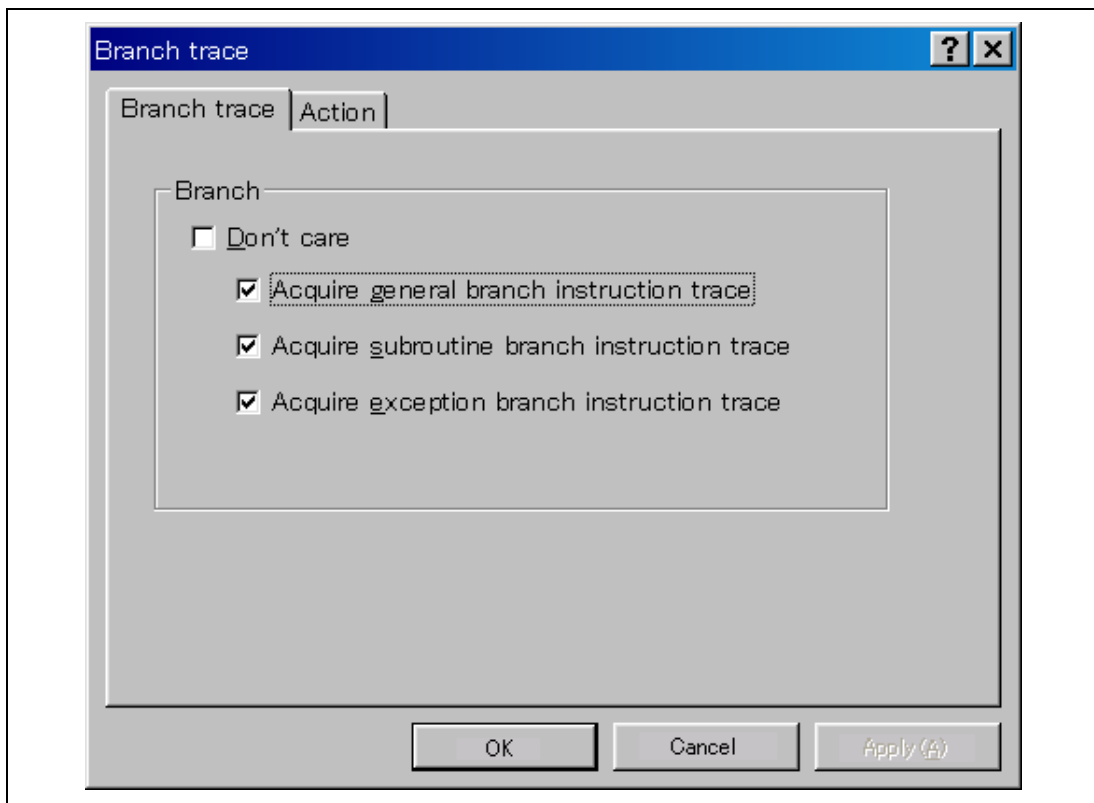 Branch trace
Branch trace Action
Branch
Don't care
Acquire general branch instruction trace
Acquire subroutine branch instruction trace
Acquire exception branch instruction trace
OK Cancel Apply (A)